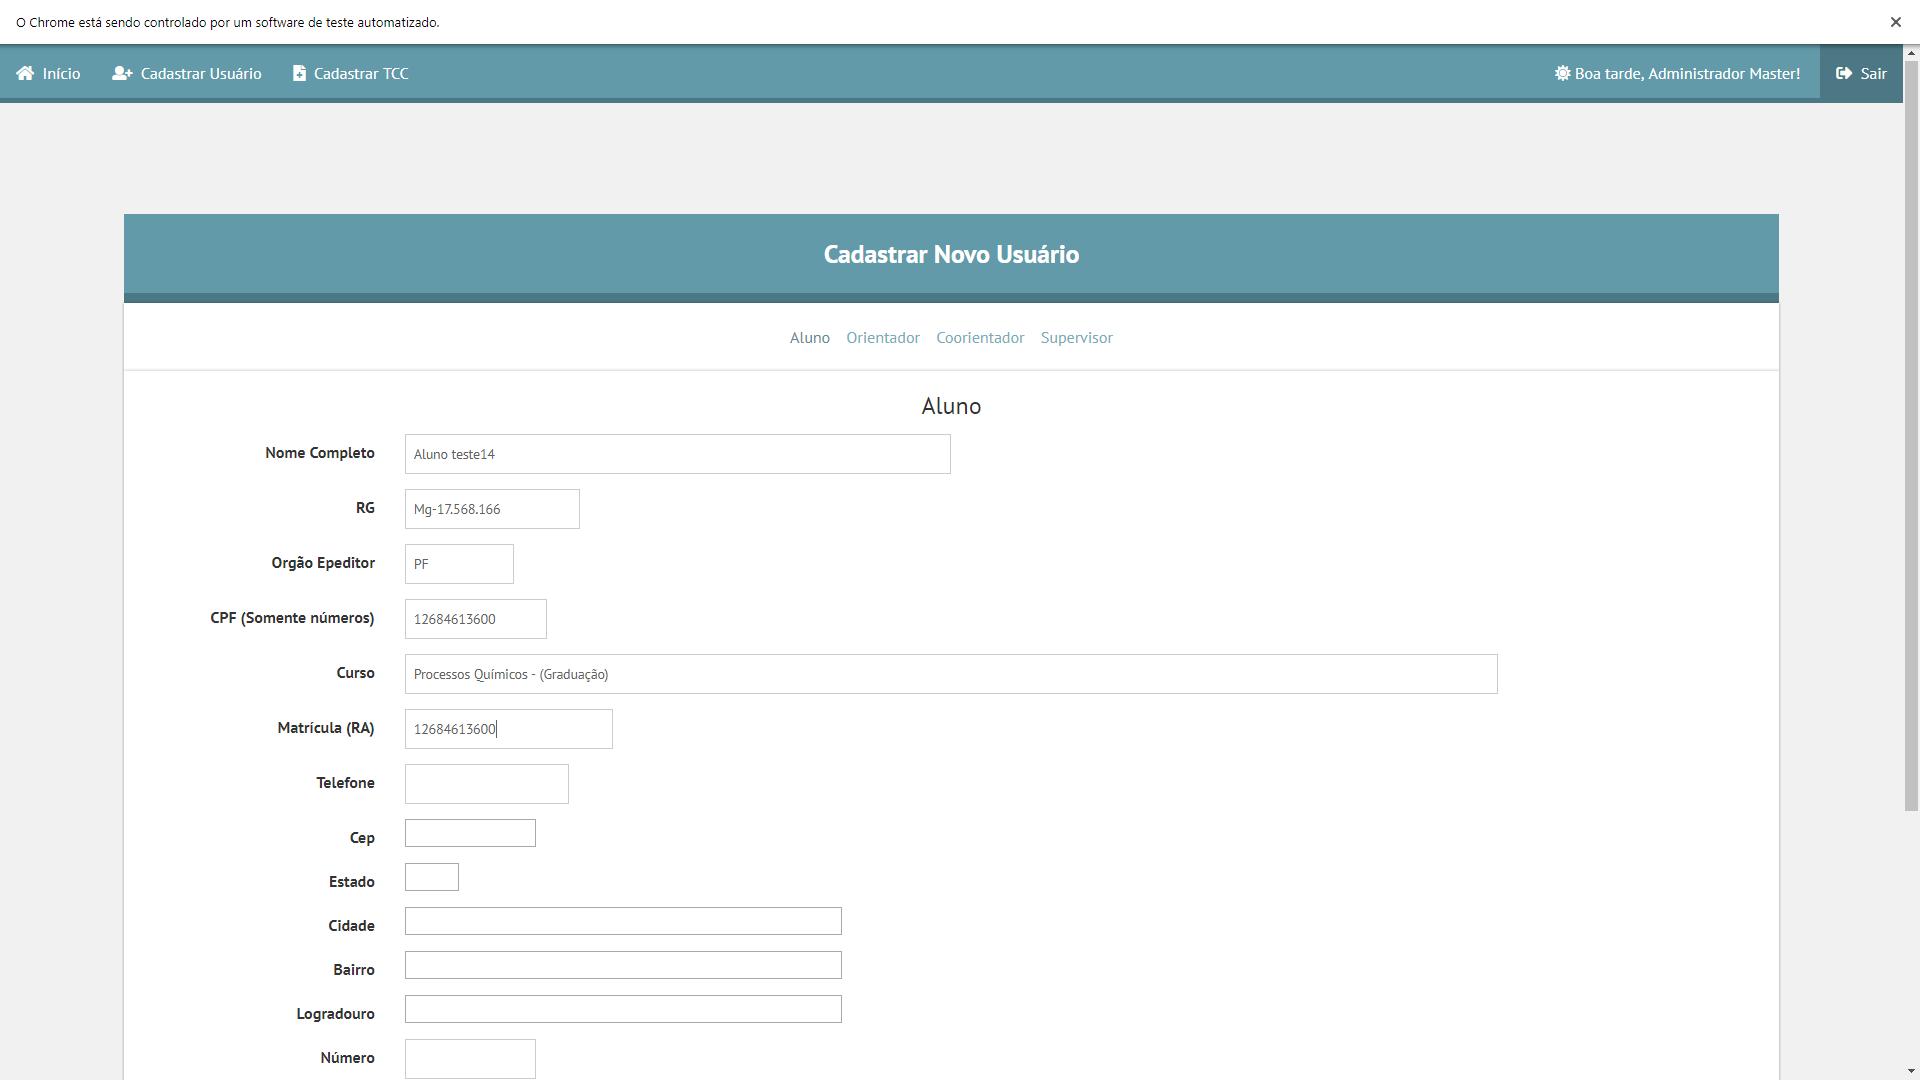 O Chrome está sendo controlado por um software de teste automatizado.
Início Cadastrar Usuário Cadastrar TCC Boa tarde, Administrador Master! Sair
Cadastrar Novo Usuário
Aluno Orientador Coorientador Supervisor
Aluno
Nome Completo Aluno teste14
RG Mg-17.568.166
Orgão Epeditor PF
CPF (Somente números) 12684613600
Curso Processos Químicos - (Graduação)
Matrícula (RA) 12684613600
Telefone
Cep
Estado
Cidade
Bairro
Logradouro
Número